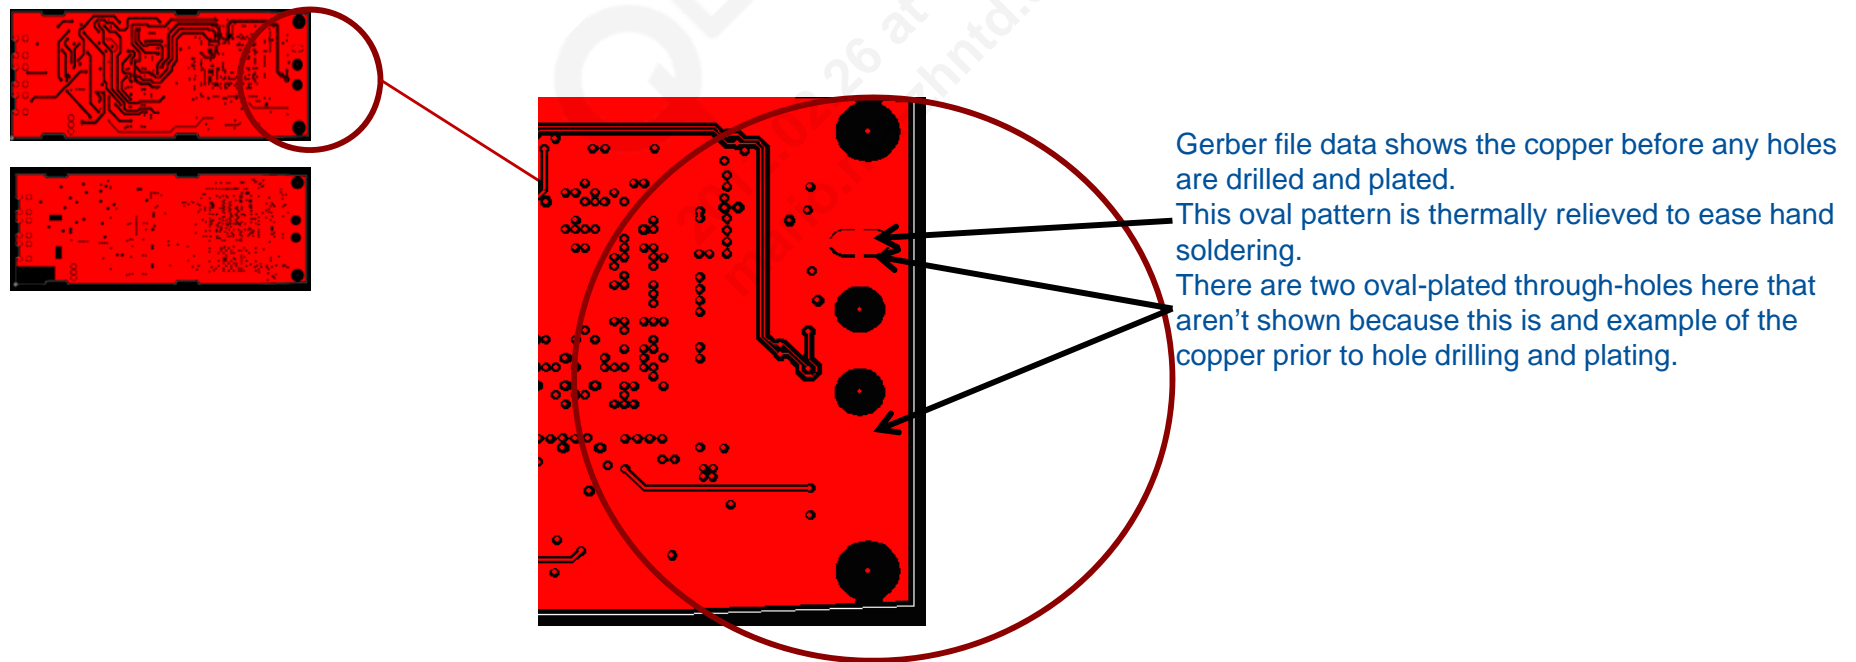 Gerber file data shows the copper before any holes
are drilled and plated.
This oval pattern is thermally relieved to ease hand
soldering.
There are two oval-plated through-holes here that
aren’t shown because this is and example of the
copper prior to hole drilling and plating.